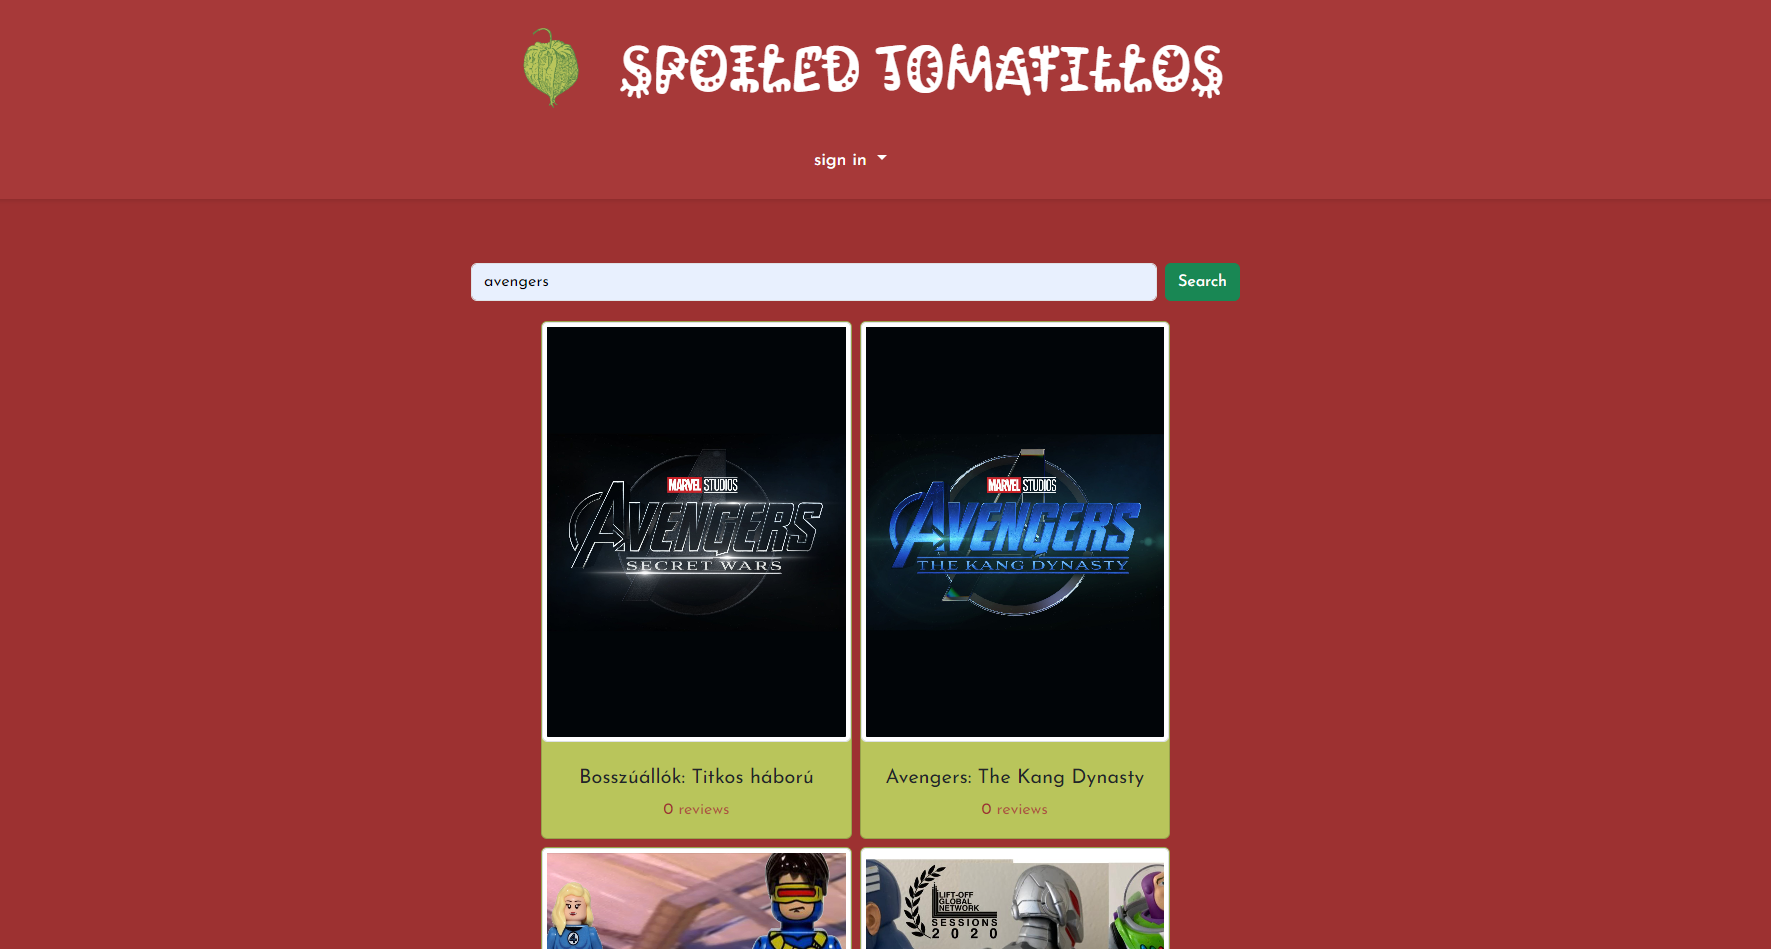 SPOILED TOMATILLOS
sign in
avengers
Search
MARVEL STUDIOS
AVENGERS
SECRET WARS
MARVEL STUDIOS
AVENGERS
THE KANG DYNASTY
Bosszúállók: Titkos háború
0 reviews
Avengers: The Kang Dynasty
0 reviews
4
LIFT-OFF
GLOBAL
NETWORK
SESSIONS
2020